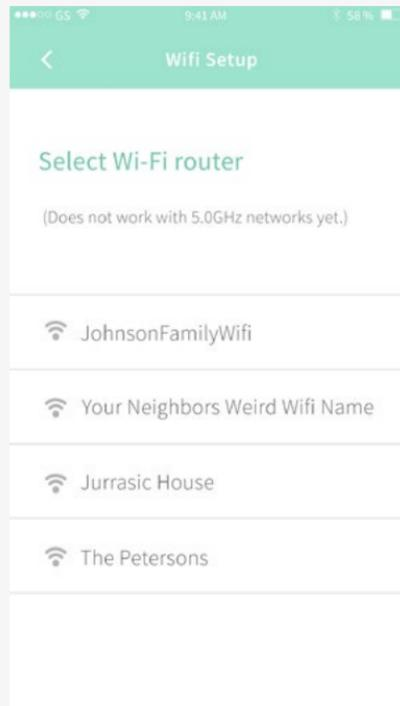 GS 9:41 AM 58%
Wifi Setup
Select Wi-Fi router
(Does not work with 5.0GHz networks yet.)
JohnsonFamilyWifi
Your Neighbors Weird Wifi Name
Jurrasic House
The Petersons